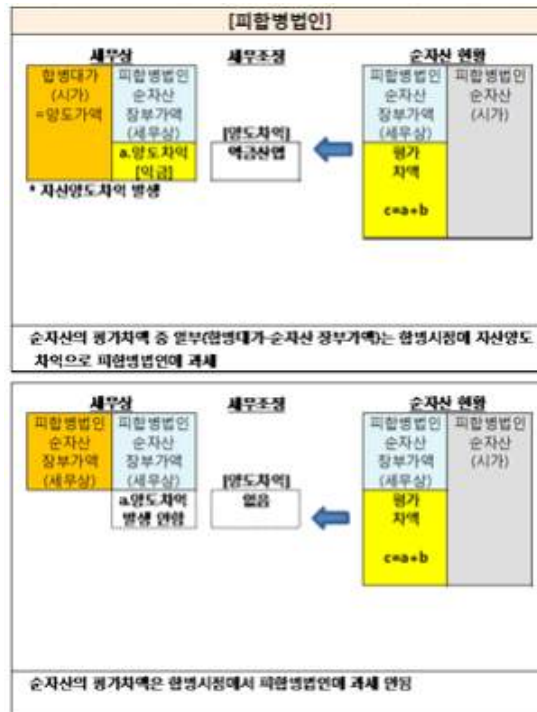 [피합병법인]
세무상 세무조정 순자산 현황
합병대가 피합병법인 피합병법인 피합병법인
(시가) 순자산 순자산 순자산
=양도가액 장부가액 장부가액 (시가)
(세무상) [양도차익] (세무상)
a.양도차익 익금산입 평가
[익금] 차액
* 자산양도차익 발생
c=a+b
순자산의 평가차액 중 일부(합병대가-순자산 장부가액)는 합병시점에 자산양도
차익으로 피합병법인에 과세
세무상 세무조정 순자산 현황
피합병법인 피합병법인 피합병법인 피합병법인
순자산 순자산 순자산 순자산
장부가액 장부가액 장부가액 (시가)
(세무상) (세무상) [양도차익] (세무상)
a.양도차익 없음 평가
발생 안함 차액
c=a+b
순자산의 평가차액은 합병시점에서 피합병법인에 과세 안됨